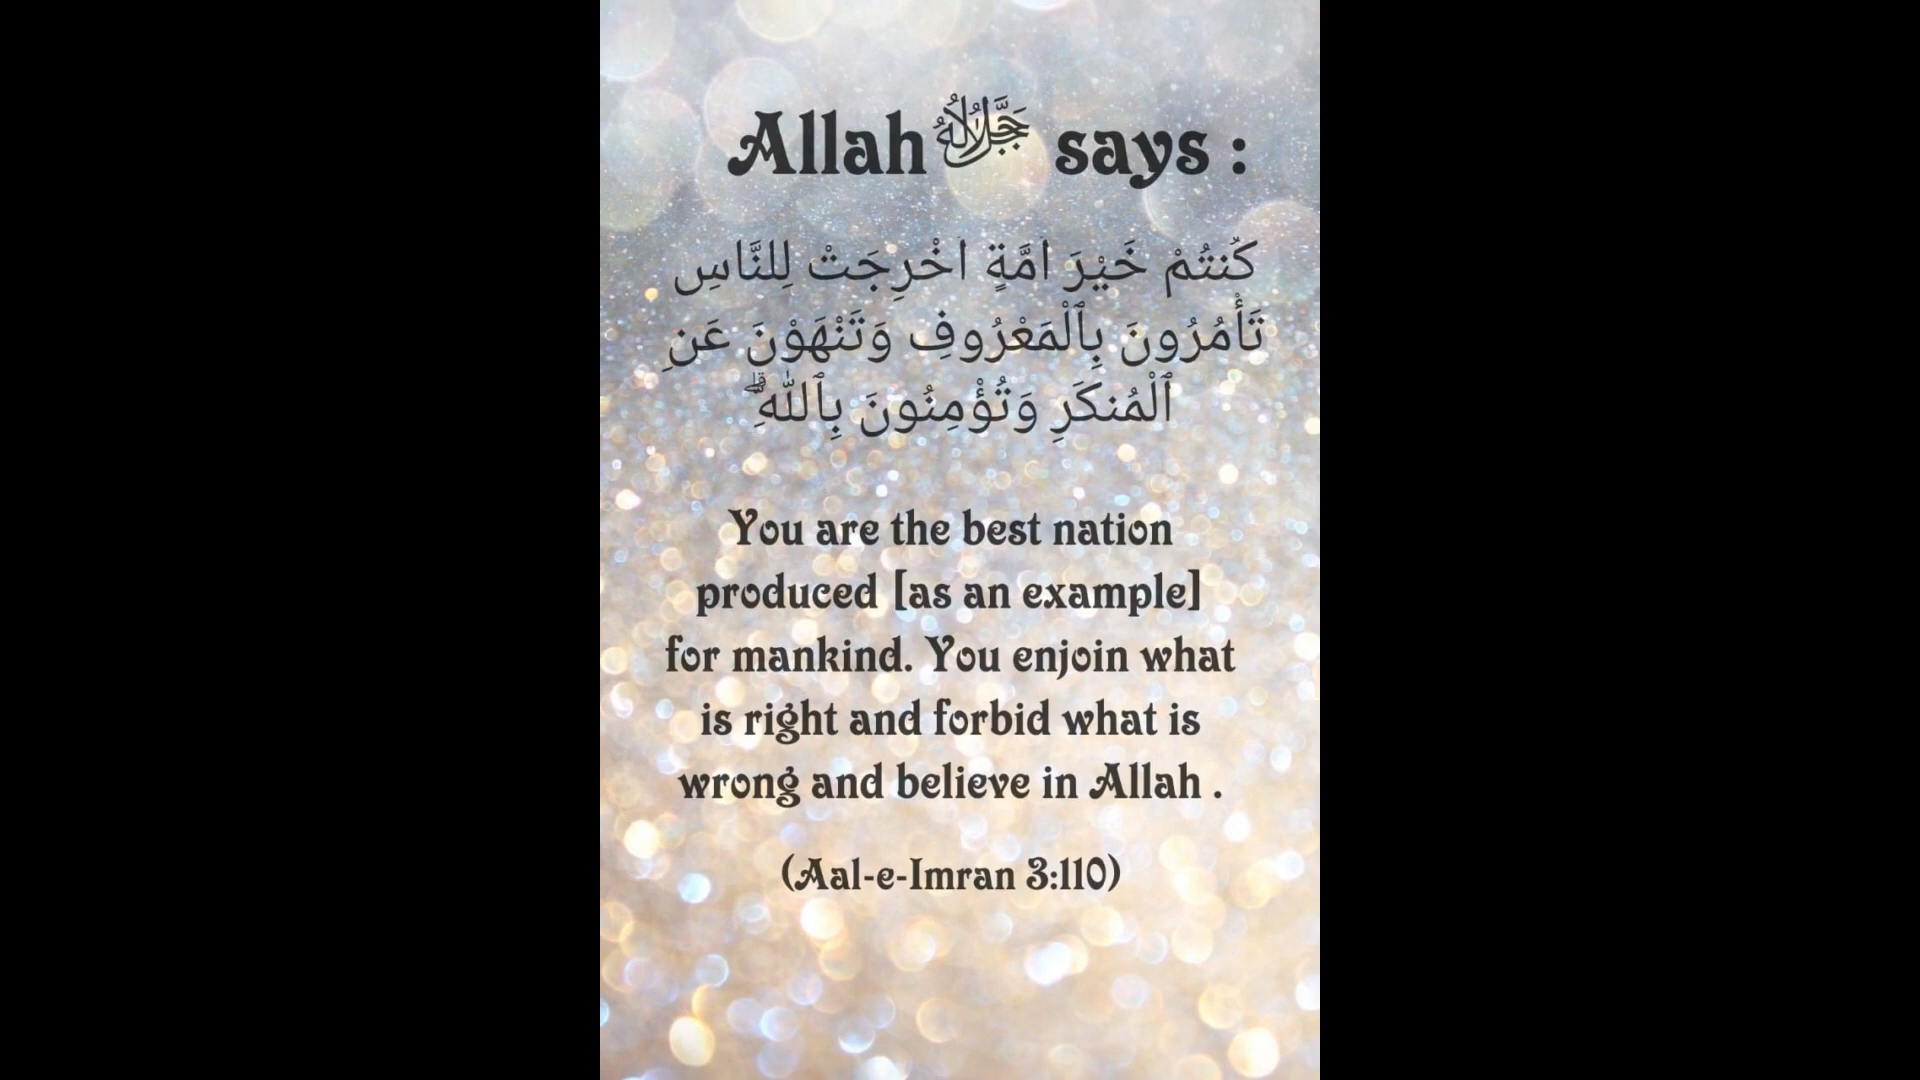 Allah ﷻ says :
كُنتُمْ خَيْرَ اُمَّةٍ اُخْرِجَتْ لِلنَّاسِ
تَأْمُرُونَ بِٱلْمَعْرُوفِ وَتَنْهَوْنَ عَنِ
ٱلْمُنكَرِ وَتُؤْمِنُونَ بِٱللّٰهِۗ
You are the best nation
produced [as an example]
for mankind. You enjoin what
is right and forbid what is
wrong and believe in Allah .
(Aal-e-Imran 3:110)